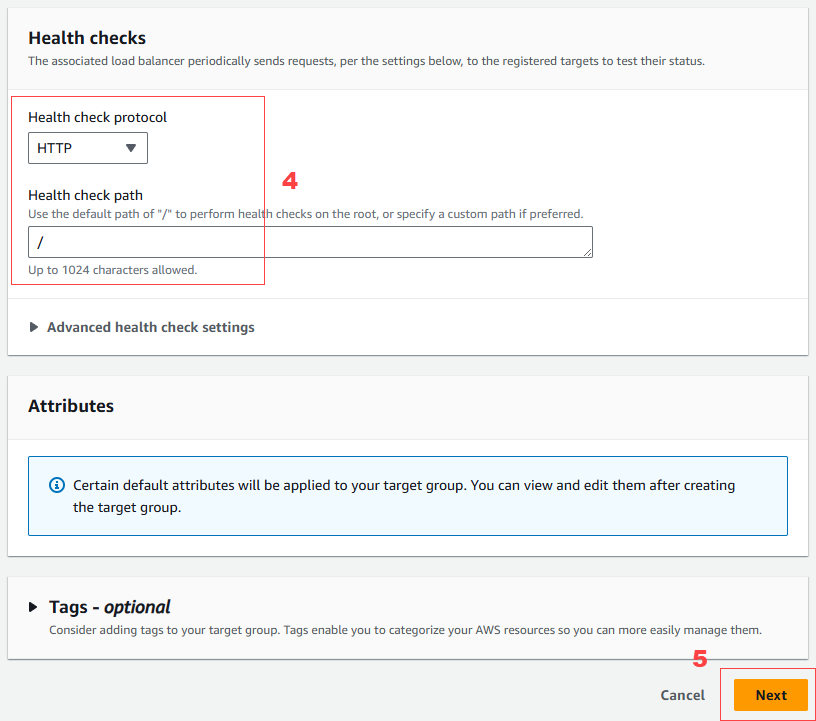 Health checks
The associated load balancer periodically sends requests, per the settings below, to the registered targets to test their status.
Health check protocol
HTTP
4
Health check path
Use the default path of "/" to perform health checks on the root, or specify a custom path if preferred.
/
Up to 1024 characters allowed.
Advanced health check settings
Attributes
Certain default attributes will be applied to your target group. You can view and edit them after creating
the target group.
Tags - optional
Consider adding tags to your target group. Tags enable you to categorize your AWS resources so you can more easily manage them.
5
Cancel
Next